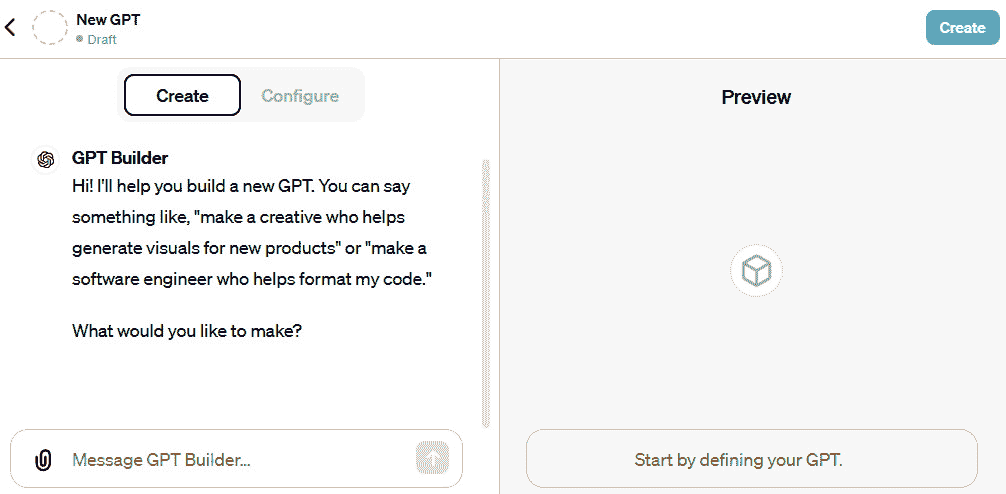 New GPT
Draft
Create
Create
Configure
Preview
GPT Builder
Hi! I'll help you build a new GPT. You can say
something like, "make a creative who helps
generate visuals for new products" or "make a
software engineer who helps format my code."
What would you like to make?
Message GPT Builder...
Start by defining your GPT.